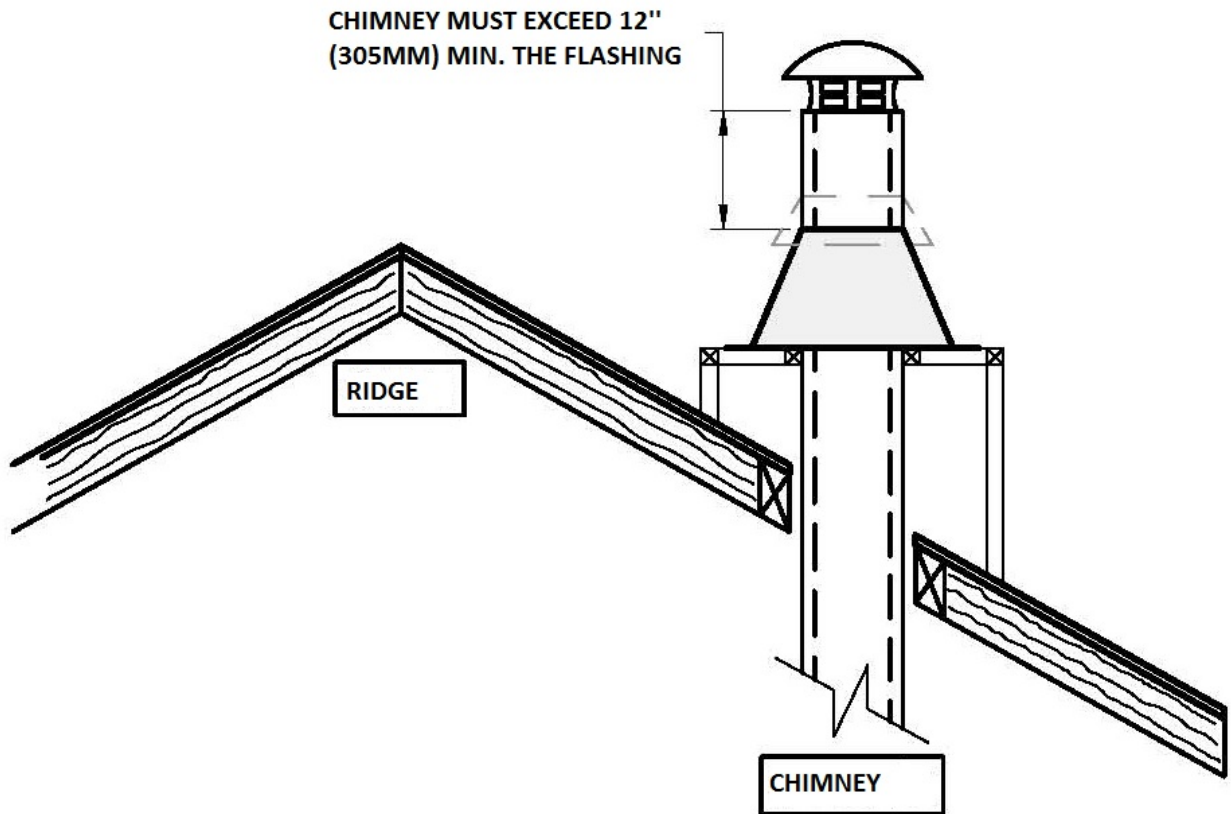 CHIMNEY MUST EXCEED 12''
(305MM) MIN. THE FLASHING
RIDGE
CHIMNEY